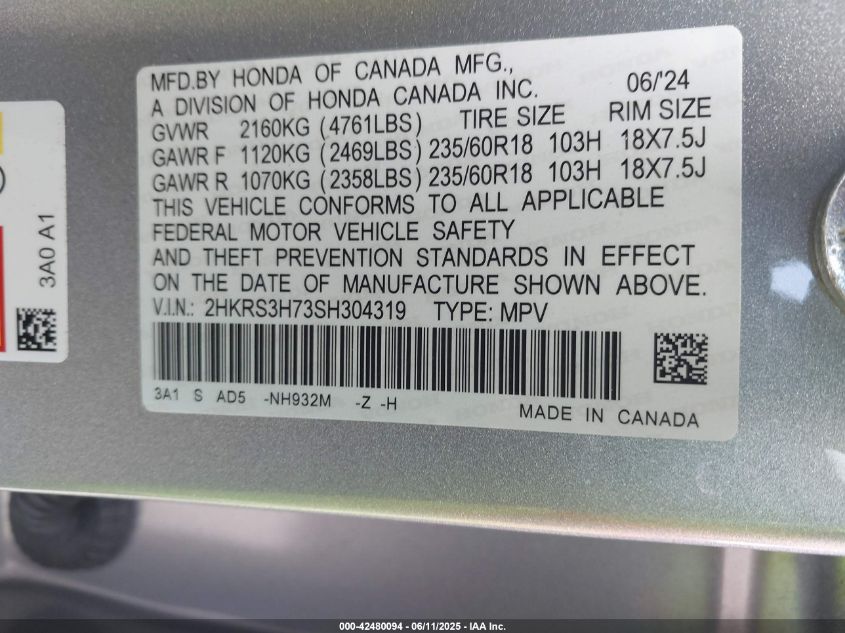 MFD.BY HONDA OF CANADA MFG.,
A DIVISION OF HONDA CANADA INC. 06/'24
GVWR 2160KG (4761LBS) TIRE SIZE RIM SIZE
GAWR F 1120KG (2469LBS) 235/60R18 103H 18X7.5J
GAWR R 1070KG (2358LBS) 235/60R18 103H 18X7.5J
THIS VEHICLE CONFORMS TO ALL APPLICABLE
FEDERAL MOTOR VEHICLE SAFETY
AND THEFT PREVENTION STANDARDS IN EFFECT
ON THE DATE OF MANUFACTURE SHOWN ABOVE.
V.I.N.: 2HKRS3H73SH304319 TYPE: MPV
3A1 S AD5 -NH932M -Z -H
MADE IN CANADA
3A0 A1
000-42480094 - 06/11/2025 - IAA Inc.